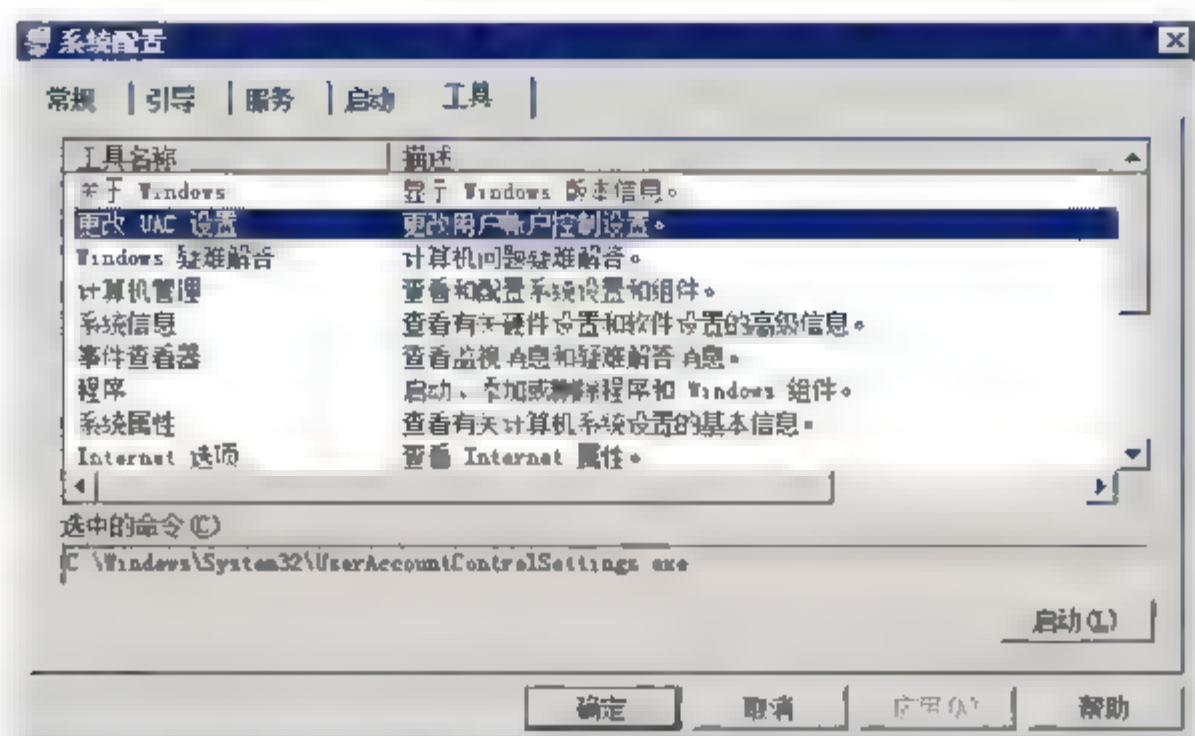 系统配置
常规 引导 服务 启动 工具
工具名称 描述
关于 Windows 显示 Windows 版本信息。
更改 UAC 设置 更改用户帐户控制设置。
Windows 疑难解答 计算机问题疑难解答。
计算机管理 查看和配置系统设置和组件。
系统信息 查看有关硬件设置和软件设置的高级信息。
事件查看器 查看监视消息和疑难解答消息。
程序 启动、添加或删除程序和 Windows 组件。
系统属性 查看有关计算机系统设置的基本信息。
Internet 选项 查看 Internet 属性。
选中的命令(C)
C:\Windows\System32\UserAccountControlSettings.exe
启动(L)
确定 取消 应用(A) 帮助